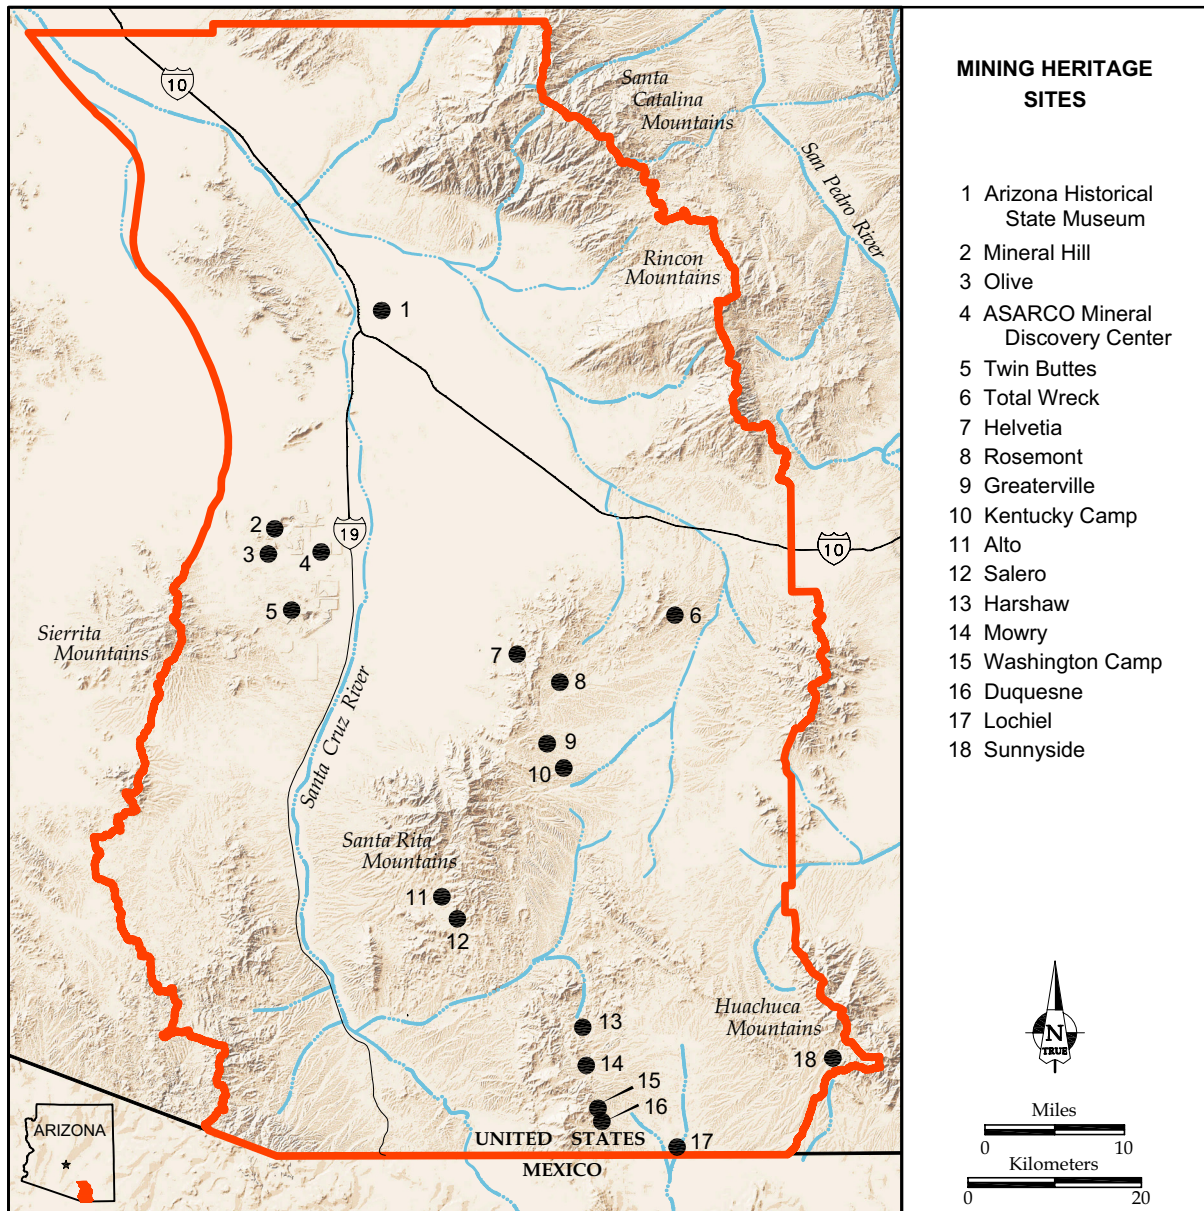 10
Santa
Catalina
Mountains
San Pedro River
Rincon
Mountains
1
2
3
4
19
10
5
Sierrita
Mountains
6
7
8
Santa Cruz River
9
10
Santa Rita
Mountains
11
12
Huachuca
Mountains
13
14
18
15
16
17
UNITED STATES
MEXICO
ARIZONA
MINING HERITAGE
SITES
1 Arizona Historical
State Museum
2 Mineral Hill
3 Olive
4 ASARCO Mineral
Discovery Center
5 Twin Buttes
6 Total Wreck
7 Helvetia
8 Rosemont
9 Greaterville
10 Kentucky Camp
11 Alto
12 Salero
13 Harshaw
14 Mowry
15 Washington Camp
16 Duquesne
17 Lochiel
18 Sunnyside
N
TRUE
Miles
0 10
Kilometers
0 20